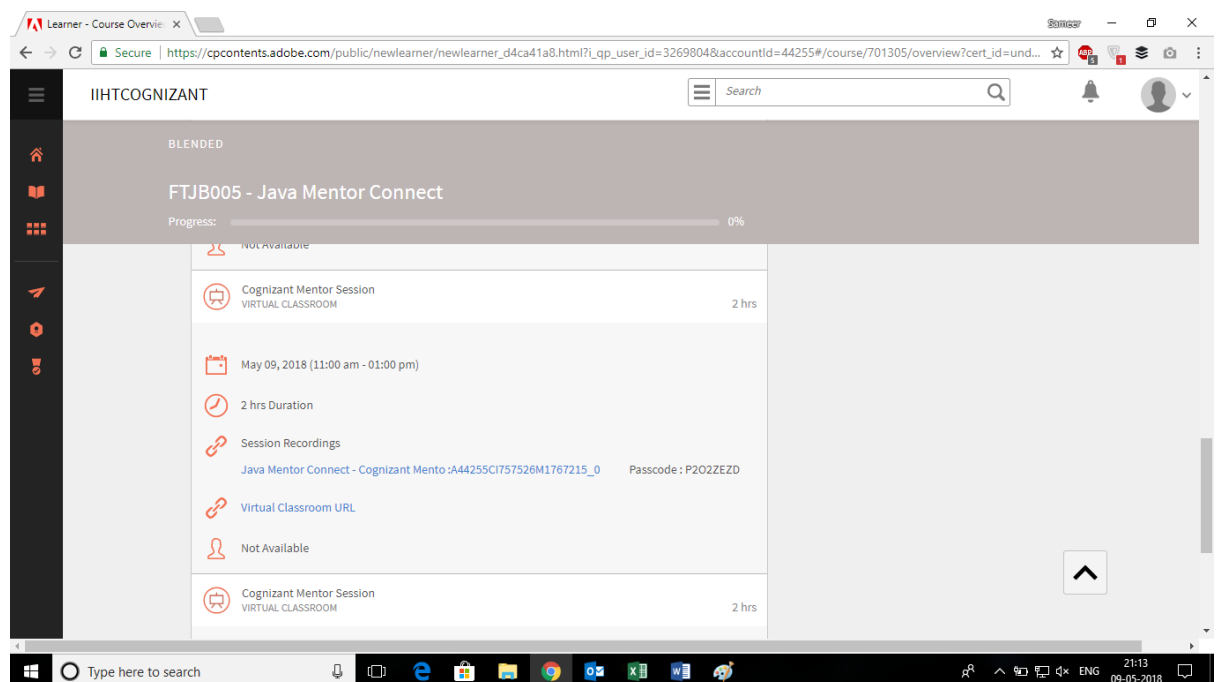 Learner - Course Overvie
Sameer
Secure | https://cpcontents.adobe.com/public/newlearner/newlearner_d4ca41a8.html?i_qp_user_id=3269804&accountId=44255#/course/701305/overview?cert_id=und...
ABP
5
1
IIHTCOGNIZANT
Search
BLENDED
FTJB005 - Java Mentor Connect
Progress: 0%
Not Available
Cognizant Mentor Session
VIRTUAL CLASSROOM
2 hrs
May 09, 2018 (11:00 am - 01:00 pm)
2 hrs Duration
Session Recordings
Java Mentor Connect - Cognizant Mento :A44255CI757526M1767215_0 Passcode : P2O2ZEZD
Virtual Classroom URL
Not Available
Cognizant Mentor Session
VIRTUAL CLASSROOM
2 hrs
Type here to search
ENG
21:13
09-05-2018